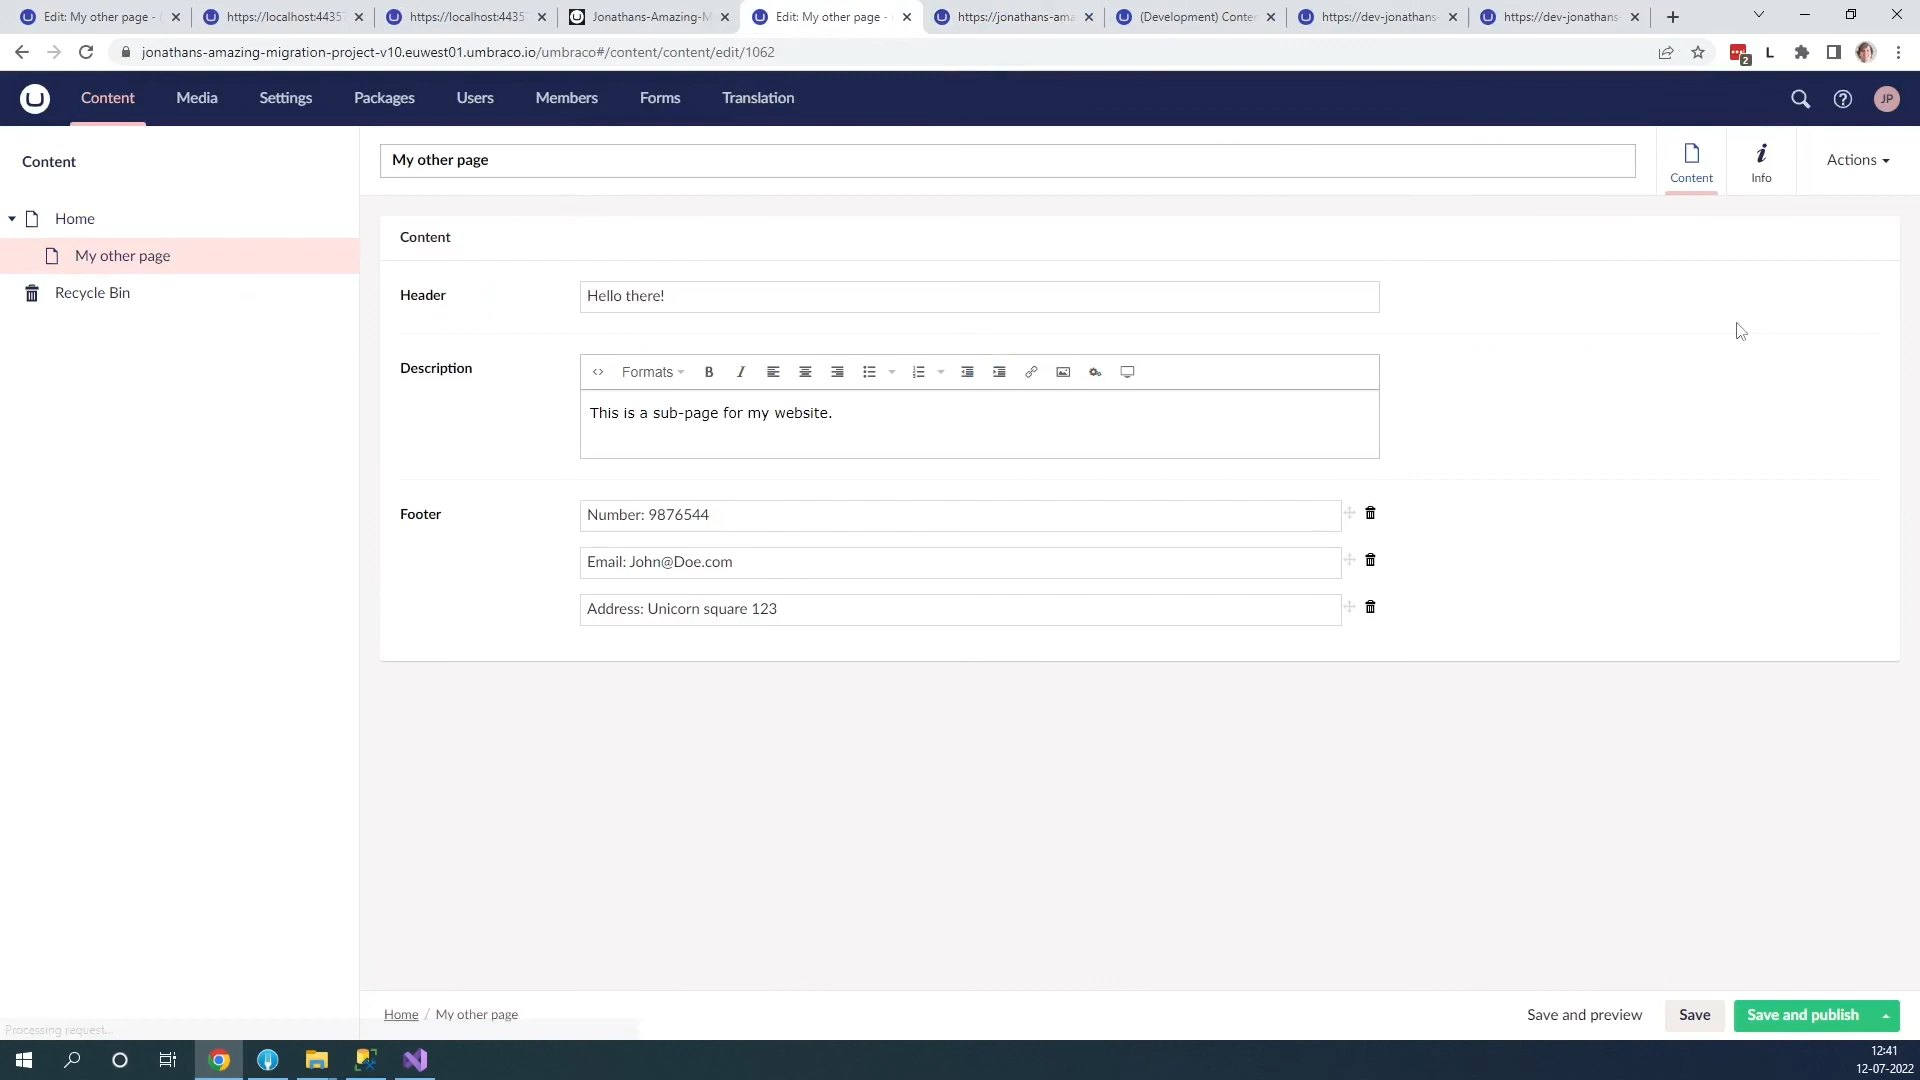 Edit: My other page -
https://localhost:4435
https://localhost:4435
Jonathans-Amazing-M
Edit: My other page -
https://jonathans-ama
(Development) Conte
https://dev-jonathans-
https://dev-jonathans
jonathans-amazing-migration-project-v10.euwest01.umbraco.io/umbraco#/content/content/edit/1062
2
L
Content
Media
Settings
Packages
Users
Members
Forms
Translation
JP
Content
Home
My other page
Recycle Bin
My other page
Content
Info
Actions
Content
Header
Hello there!
Description
Formats
B
I
This is a sub-page for my website.
Footer
Number: 9876544
Email: John@Doe.com
Address: Unicorn square 123
Home / My other page
Save and preview
Save
Save and publish
Processing request...
12:41
12-07-2022